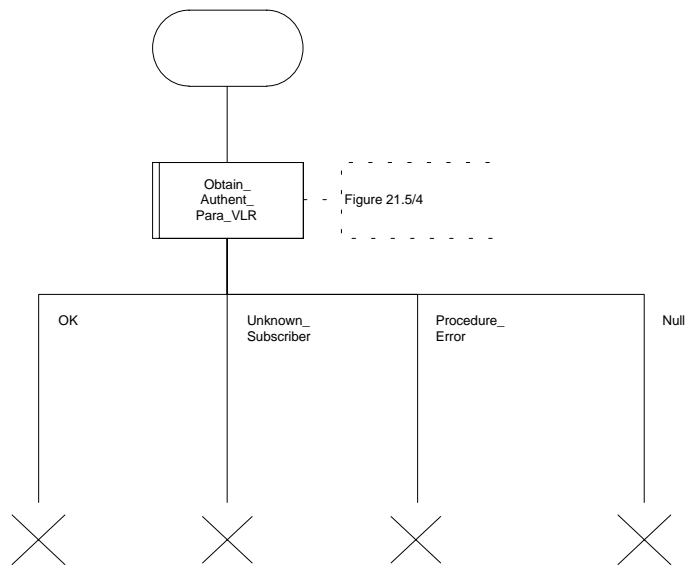 Obtain_
Authent_
Para_VLR
Figure 21.5/4
OK
Unknown_
Subscriber
Procedure_
Error
Null